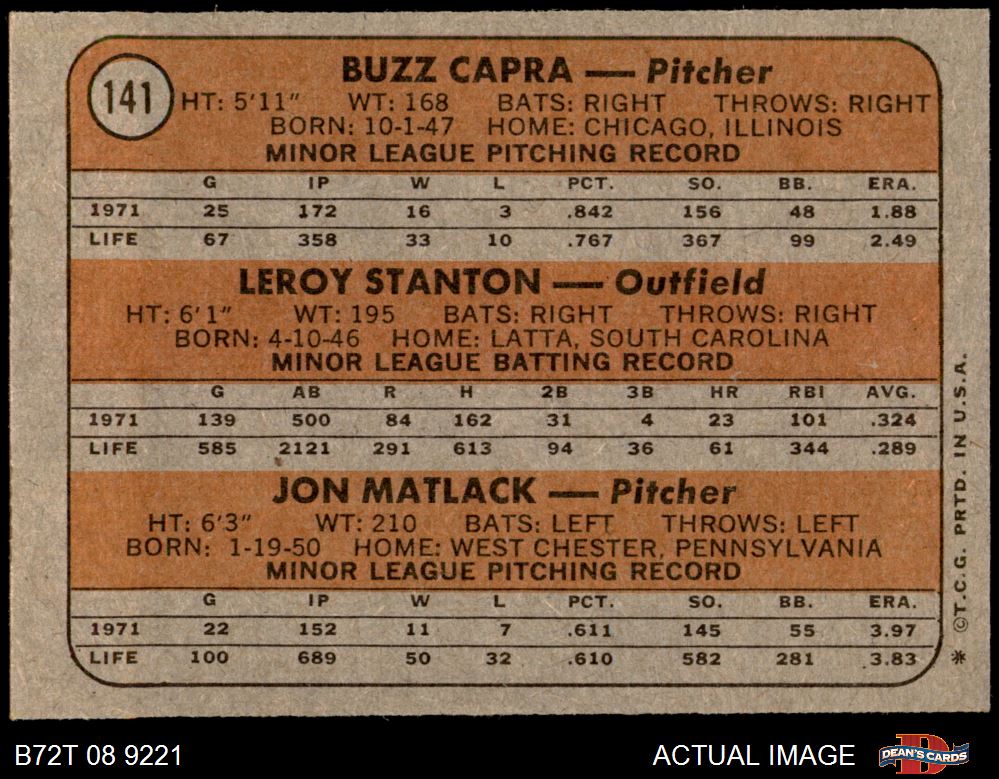 141
BUZZ CAPRA — Pitcher
HT: 5'11" WT: 168 BATS: RIGHT THROWS: RIGHT
BORN: 10-1-47 HOME: CHICAGO, ILLINOIS
MINOR LEAGUE PITCHING RECORD
G IP W L PCT. SO. BB. ERA.
1971 25 172 16 3 .842 156 48 1.88
LIFE 67 358 33 10 .767 367 99 2.49
LEROY STANTON — Outfield
HT: 6'1" WT: 195 BATS: RIGHT THROWS: RIGHT
BORN: 4-10-46 HOME: LATTA, SOUTH CAROLINA
MINOR LEAGUE BATTING RECORD
G AB R H 2B 3B HR RBI AVG.
1971 139 500 84 162 31 4 23 101 .324
LIFE 585 2121 291 613 94 36 61 344 .289
JON MATLACK — Pitcher
HT: 6'3" WT: 210 BATS: LEFT THROWS: LEFT
BORN: 1-19-50 HOME: WEST CHESTER, PENNSYLVANIA
MINOR LEAGUE PITCHING RECORD
G IP W L PCT. SO. BB. ERA.
1971 22 152 11 7 .611 145 55 3.97
LIFE 100 689 50 32 .610 582 281 3.83
* ©T.C.G. PRTD. IN U.S.A.
B72T 08 9221 ACTUAL IMAGE
DEAN'S CARDS